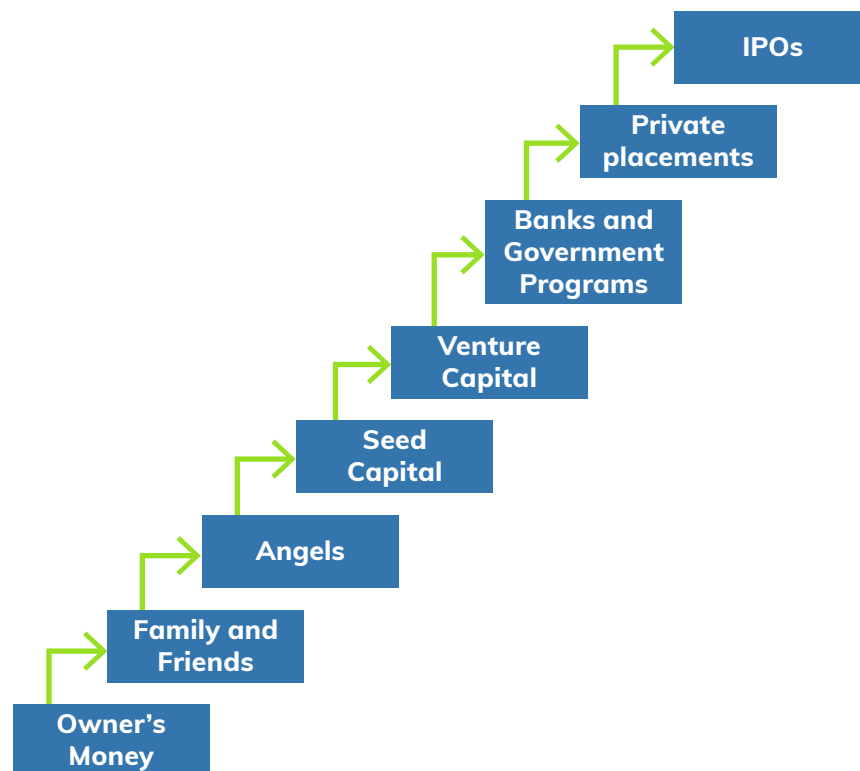 IPOs
Private
placements
Banks and
Government
Programs
Venture
Capital
Seed
Capital
Angels
Family and
Friends
Owner’s
Money